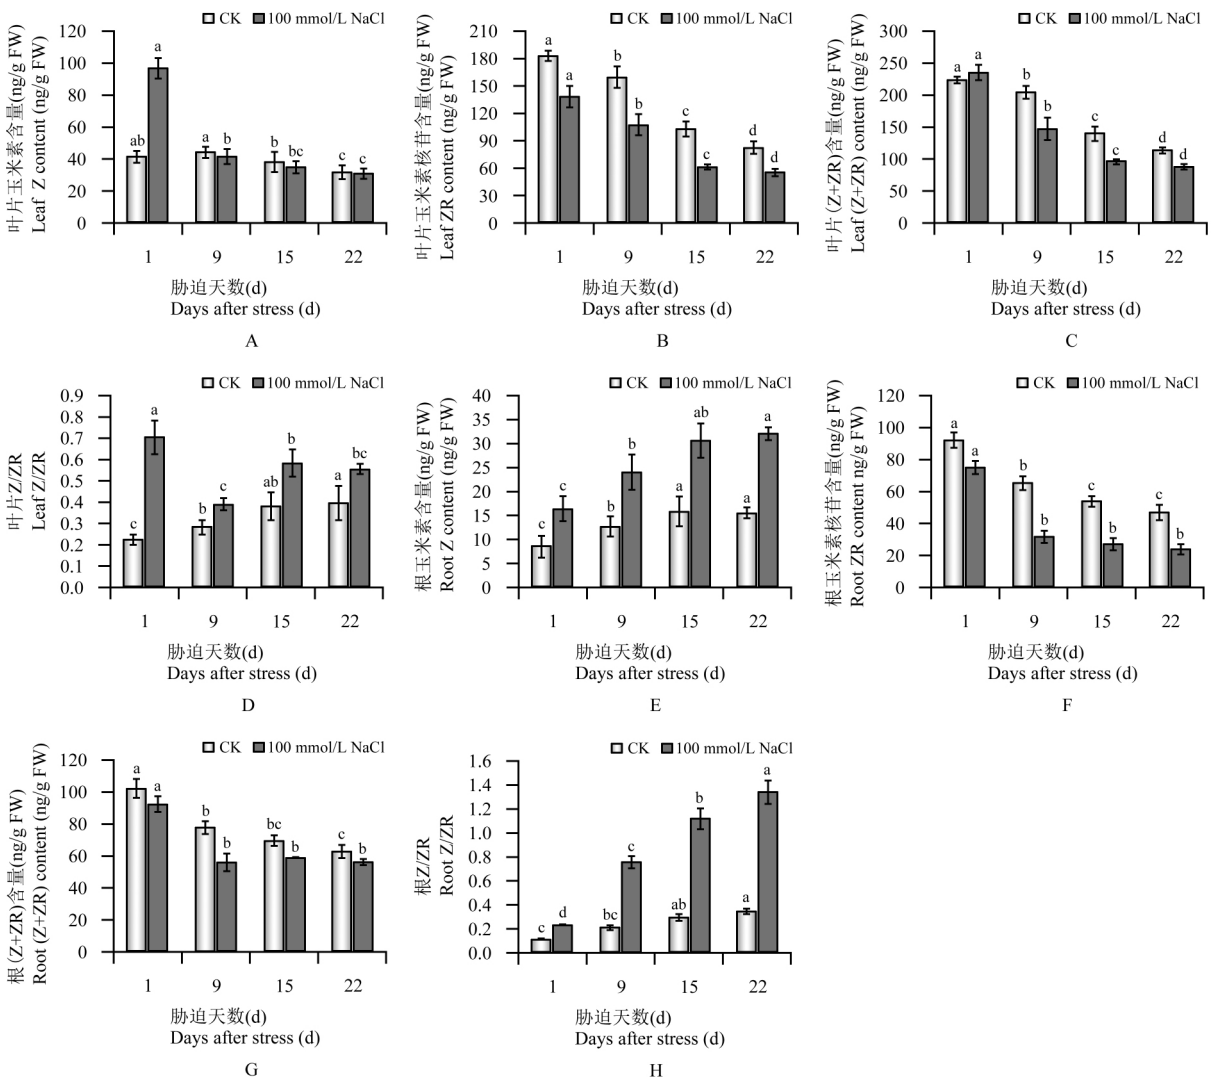 CK 100 mmol/L NaCl
叶片玉米素含量(ng/g FW)
Leaf Z content (ng/g FW)
120
100
80
60
40
20
0
ab a a b b bc c c
1 9 15 22
胁迫天数(d)
Days after stress (d)
A
CK 100 mmol/L NaCl
叶片玉米素核苷含量(ng/g FW)
Leaf ZR content (ng/g FW)
210
180
150
120
90
60
30
0
a a b b c c d d
1 9 15 22
胁迫天数(d)
Days after stress (d)
B
CK 100 mmol/L NaCl
叶片(Z+ZR)含量(ng/g FW)
Leaf (Z+ZR) content (ng/g FW)
300
250
200
150
100
50
0
a a b b c c d d
1 9 15 22
胁迫天数(d)
Days after stress (d)
C
CK 100 mmol/L NaCl
叶片Z/ZR
Leaf Z/ZR
0.9
0.8
0.7
0.6
0.5
0.4
0.3
0.2
0.1
0.0
c a b c ab b a bc
1 9 15 22
胁迫天数(d)
Days after stress (d)
D
CK 100 mmol/L NaCl
根玉米素含量(ng/g FW)
Root Z content (ng/g FW)
40
35
30
25
20
15
10
5
0
c c b b a ab a a
1 9 15 22
胁迫天数(d)
Days after stress (d)
E
CK 100 mmol/L NaCl
根玉米素核苷含量(ng/g FW)
Root ZR content ng/g FW)
120
100
80
60
40
20
0
a a b b c b c b
1 9 15 22
胁迫天数(d)
Days after stress (d)
F
CK 100 mmol/L NaCl
根(Z+ZR)含量(ng/g FW)
Root (Z+ZR) content (ng/g FW)
120
100
80
60
40
20
0
a a b b bc b c b
1 9 15 22
胁迫天数(d)
Days after stress (d)
G
CK 100 mmol/L NaCl
根Z/ZR
Root Z/ZR
1.6
1.4
1.2
1.0
0.8
0.6
0.4
0.2
0.0
c d bc c ab b a a
1 9 15 22
胁迫天数(d)
Days after stress (d)
H